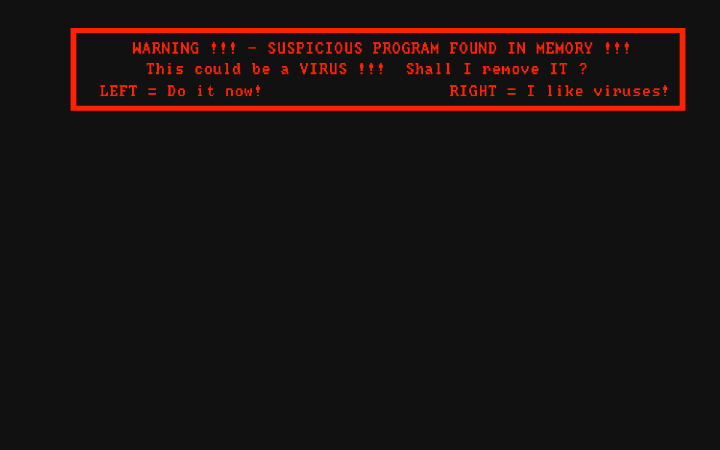 WARNING !!! - SUSPICIOUS PROGRAM FOUND IN MEMORY !!!
This could be a VIRUS !!! Shall I remove IT ?
LEFT = Do it now! RIGHT = I like viruses!